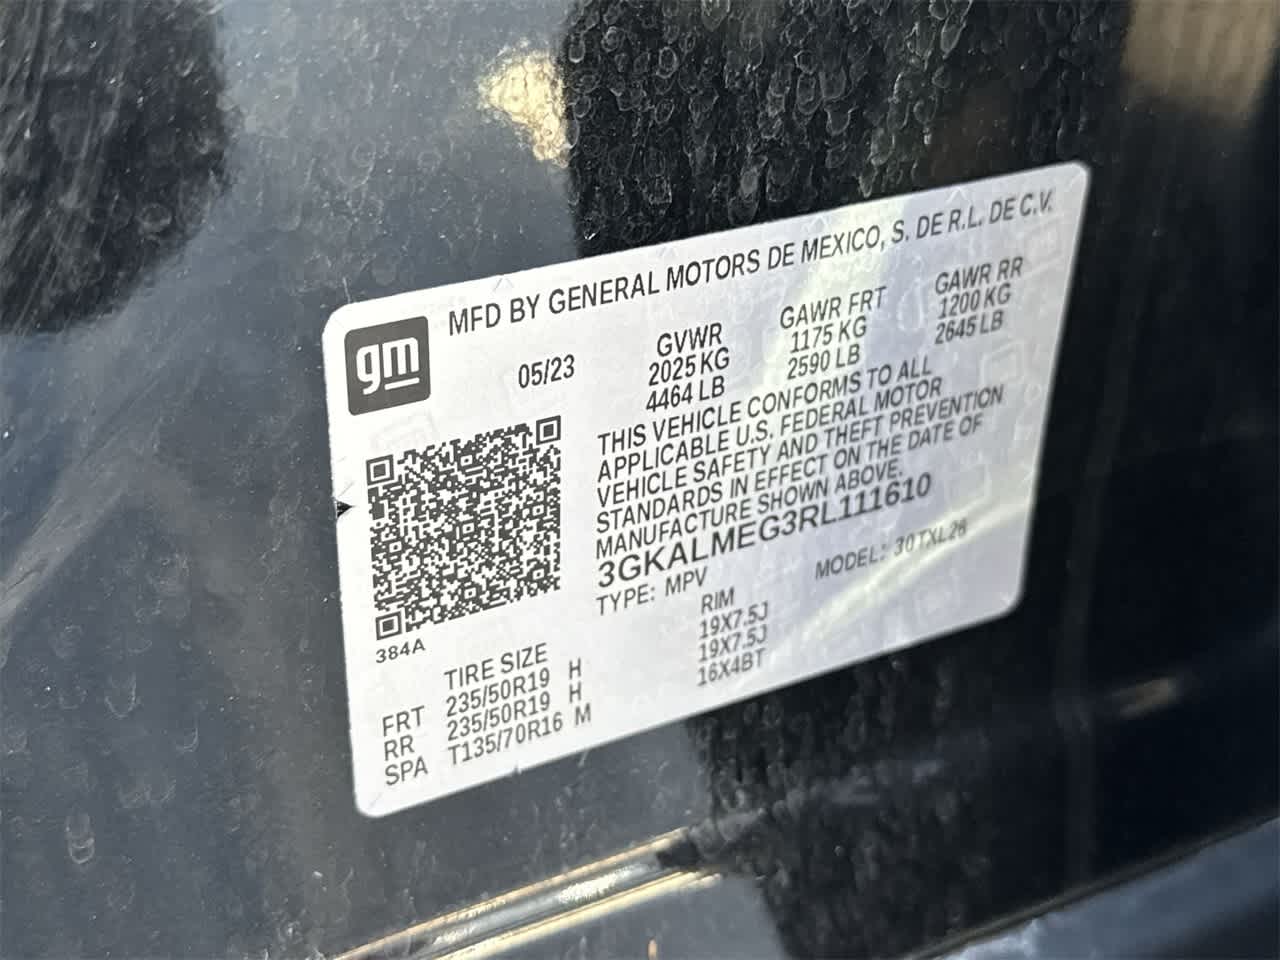 MFD BY GENERAL MOTORS DE MEXICO, S. DE R.L. DE C.V.
gm
05/23
GVWR GAWR FRT GAWR RR
2025 KG 1175 KG 1200 KG
4464 LB 2590 LB 2645 LB
THIS VEHICLE CONFORMS TO ALL
APPLICABLE U.S. FEDERAL MOTOR
VEHICLE SAFETY AND THEFT PREVENTION
STANDARDS IN EFFECT ON THE DATE OF
MANUFACTURE SHOWN ABOVE.
3GKALMEG3RL111610
TYPE: MPV MODEL: 30TXL26
384A
TIRE SIZE RIM
FRT 235/50R19 H 19X7.5J
RR 235/50R19 H 19X7.5J
SPA T135/70R16 M 16X4BT